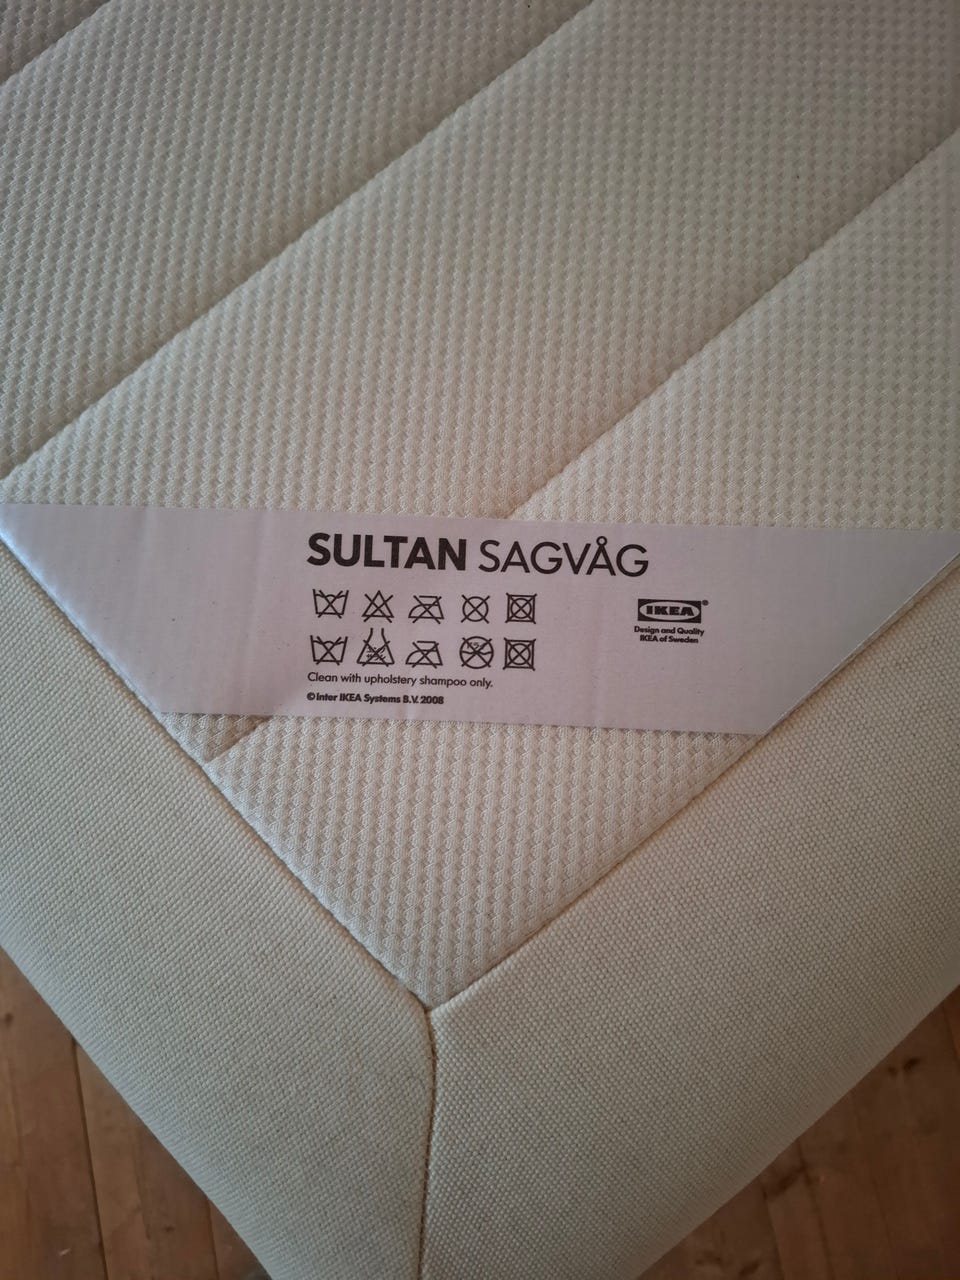 SULTAN SAGVÅG
IKEA®
Design and Quality
IKEA of Sweden
Clean with upholstery shampoo only.
©Inter IKEA Systems B.V. 2008